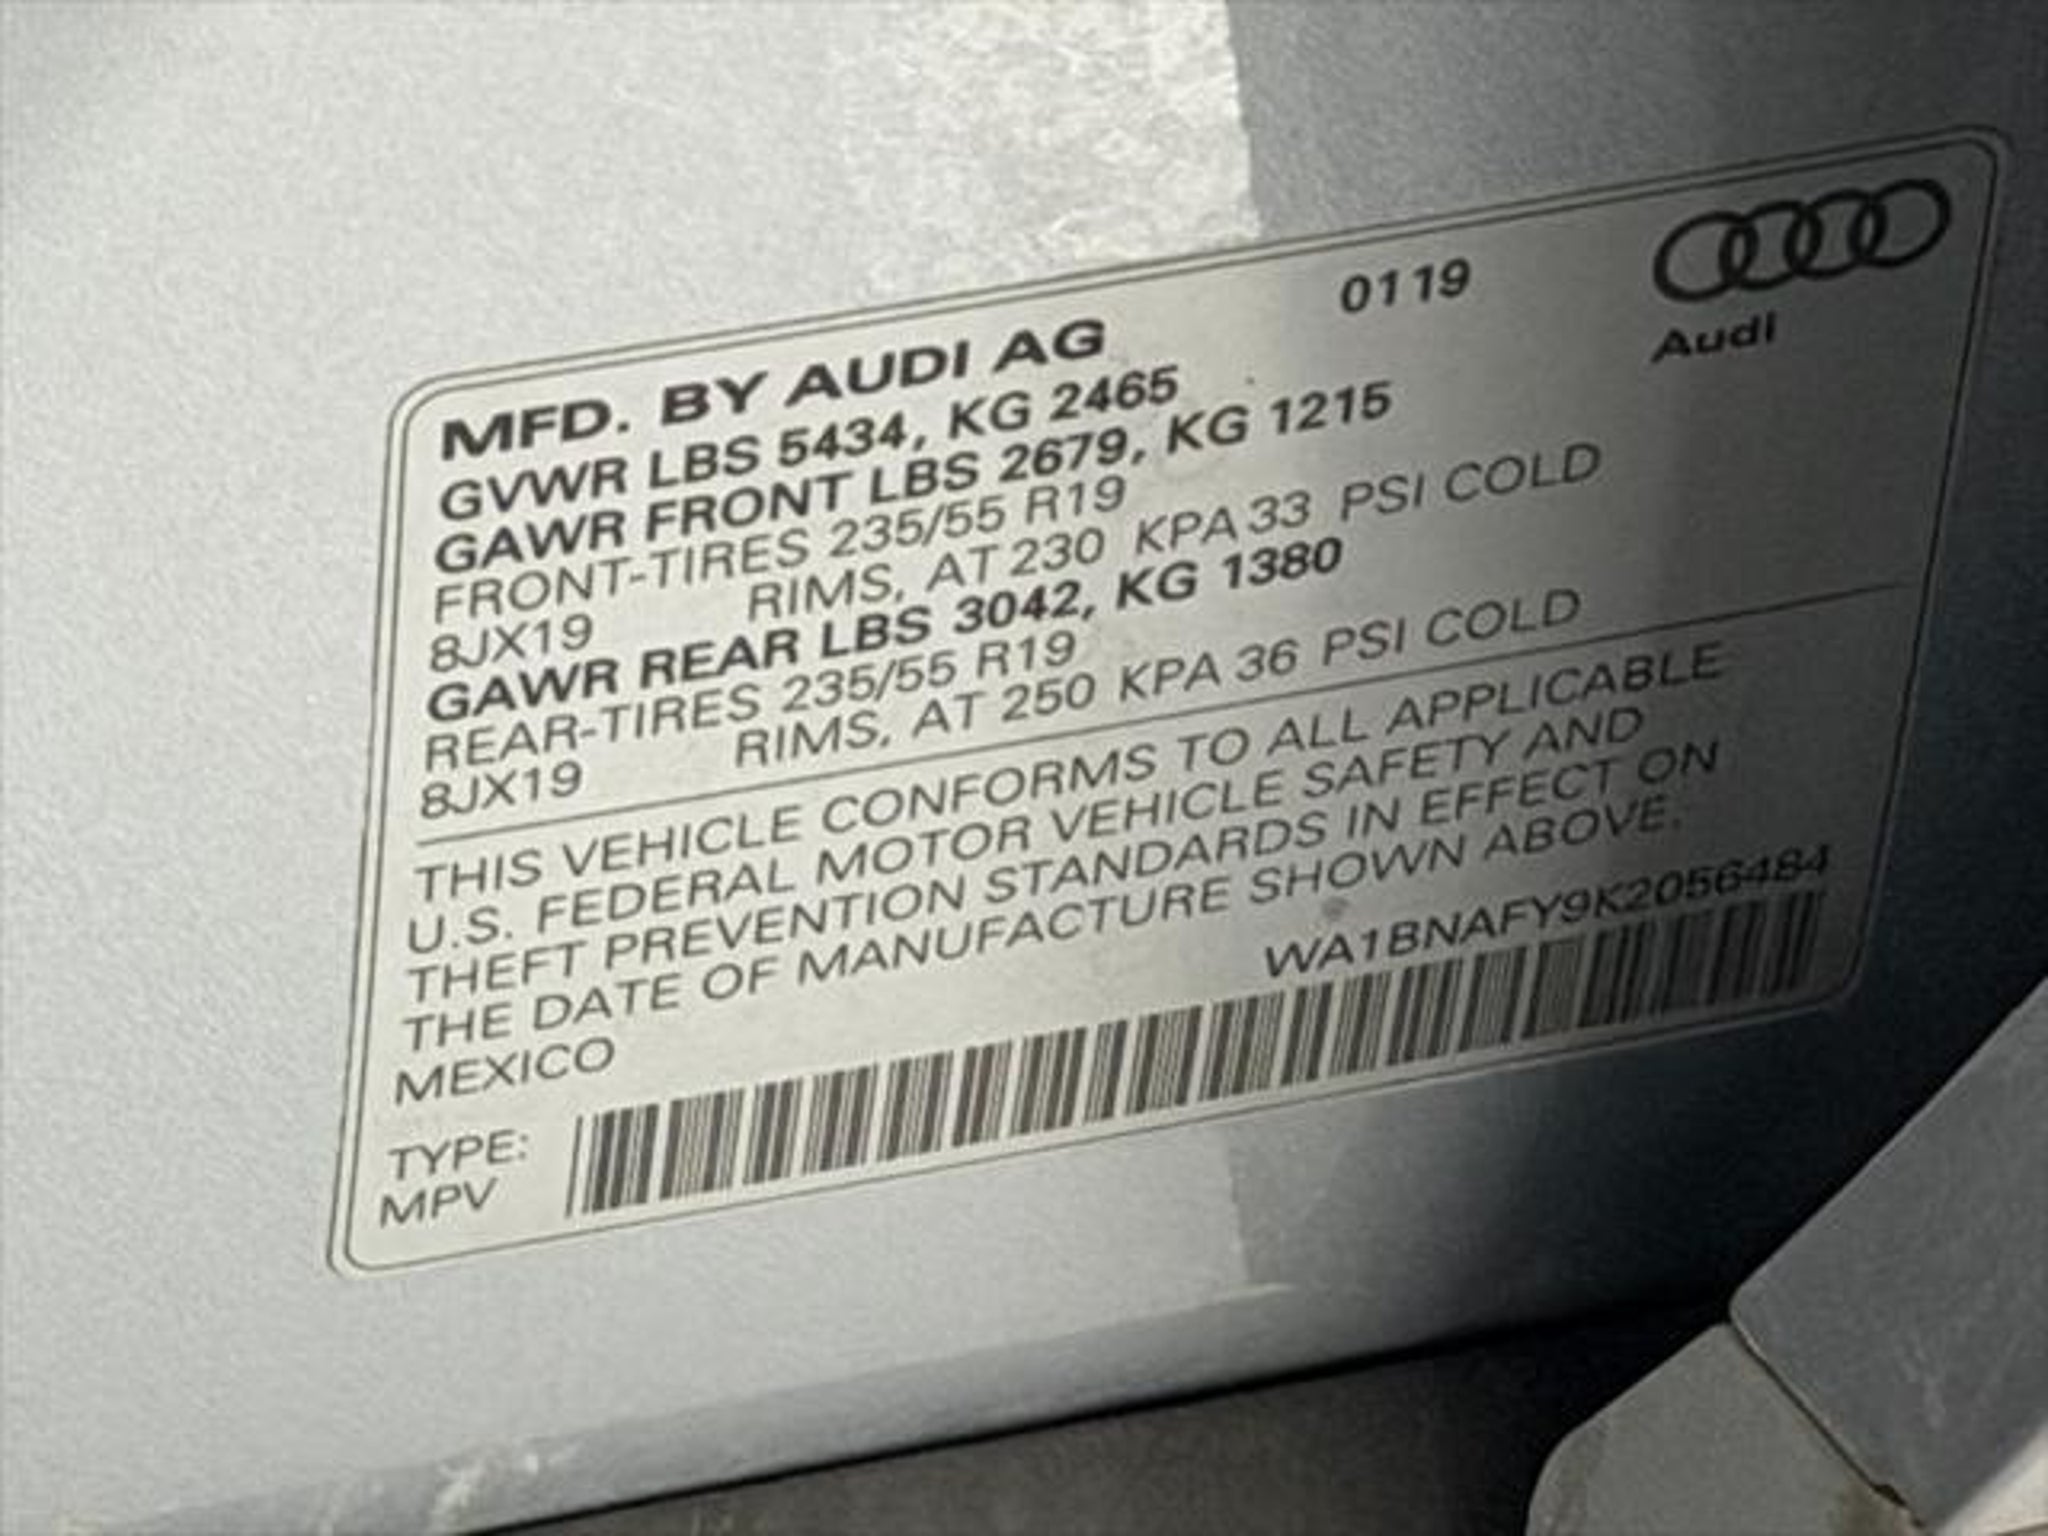 0119
Audi
MFD. BY AUDI AG
GVWR LBS 5434, KG 2465
GAWR FRONT LBS 2679, KG 1215
FRONT-TIRES 235/55 R19
8JX19 RIMS, AT 230 KPA 33 PSI COLD
GAWR REAR LBS 3042, KG 1380
REAR-TIRES 235/55 R19
8JX19 RIMS, AT 250 KPA 36 PSI COLD
THIS VEHICLE CONFORMS TO ALL APPLICABLE
U.S. FEDERAL MOTOR VEHICLE SAFETY AND
THEFT PREVENTION STANDARDS IN EFFECT ON
THE DATE OF MANUFACTURE SHOWN ABOVE.
MEXICO
WA1BNAFY9K2056484
TYPE:
MPV